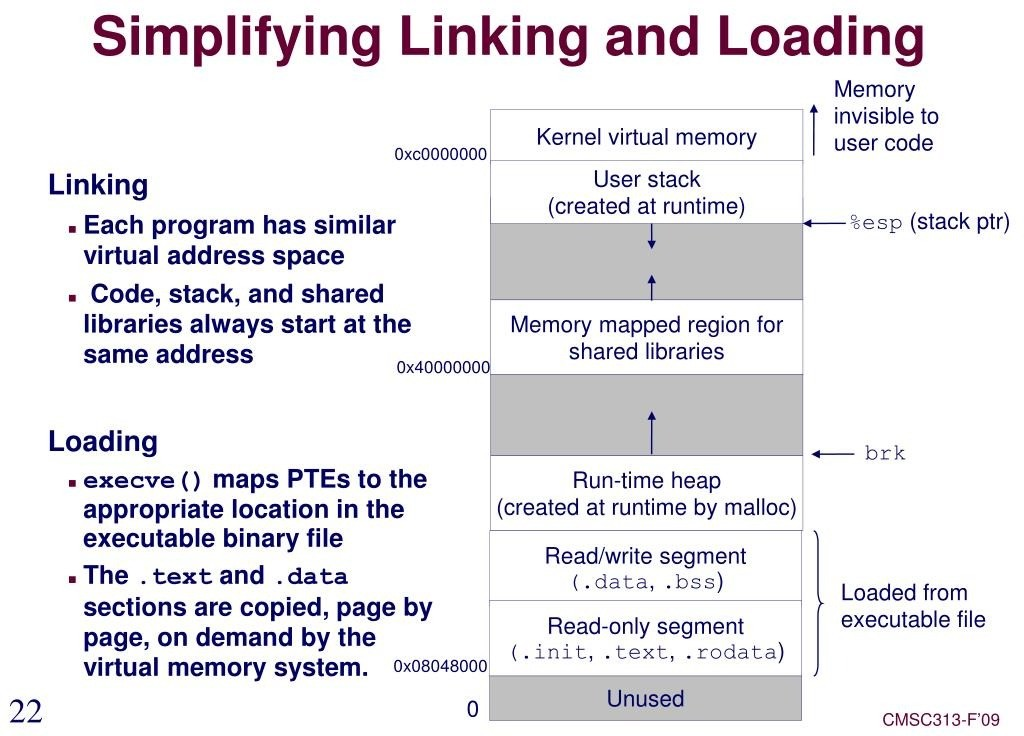 Simplifying Linking and Loading
Linking
Each program has similar
virtual address space
Code, stack, and shared
libraries always start at the
same address
Loading
execve() maps PTEs to the
appropriate location in the
executable binary file
The .text and .data
sections are copied, page by
page, on demand by the
virtual memory system.
Memory
invisible to
user code
Kernel virtual memory
0xc0000000
User stack
(created at runtime)
%esp (stack ptr)
Memory mapped region for
shared libraries
0x40000000
brk
Run-time heap
(created at runtime by malloc)
Read/write segment
(.data, .bss)
Loaded from
executable file
Read-only segment
(.init, .text, .rodata)
0x08048000
Unused
0
22
CMSC313-F'09